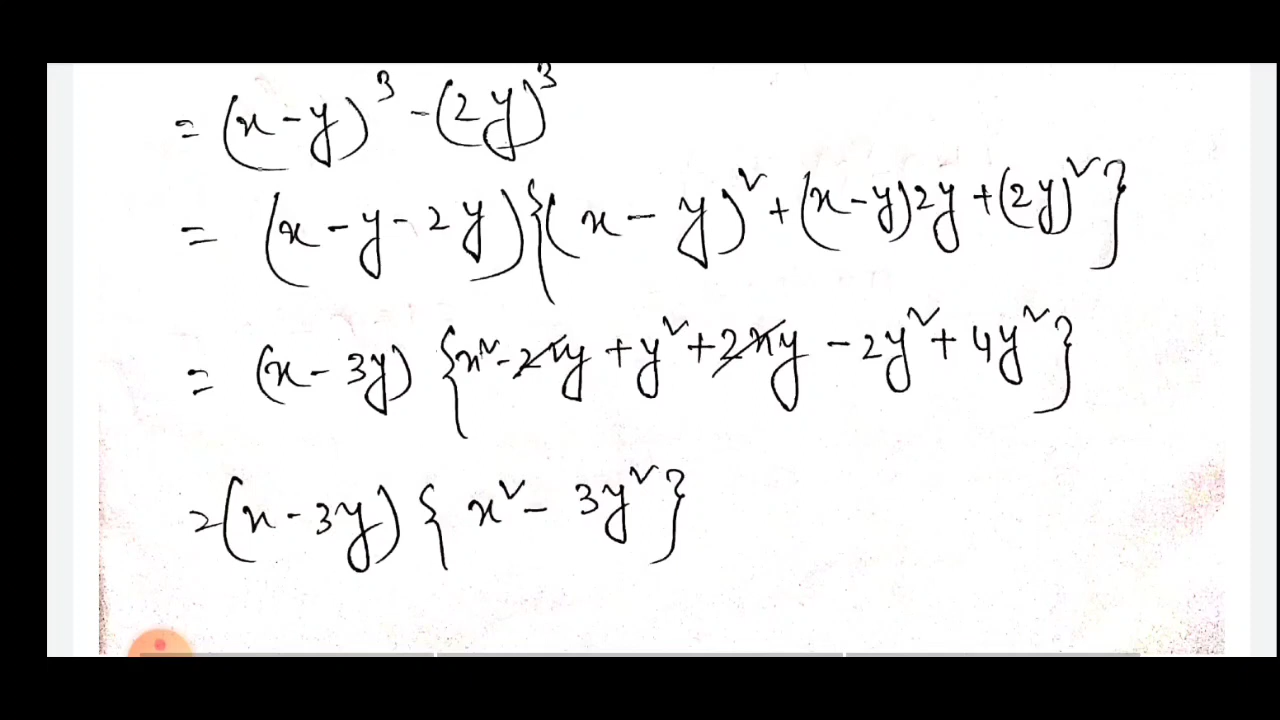 = (x-y)³ - (2y)³
= (x-y-2y){(x-y)² + (x-y)2y + (2y)²}
= (x-3y) {x² - 2xy + y² + 2xy - 2y² + 4y²}
= (x-3y) { x² - 3y² }